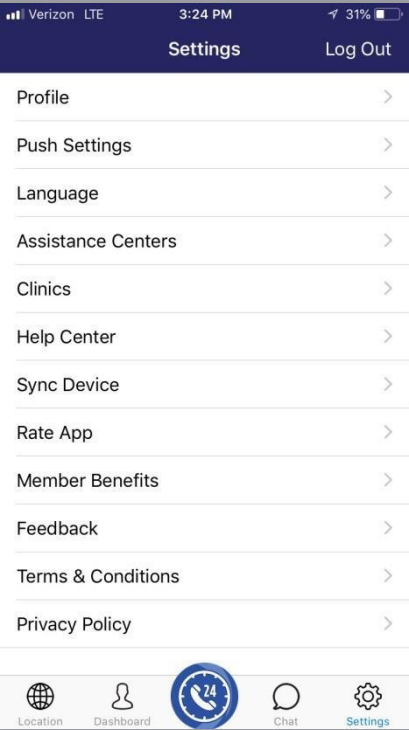 Verizon LTE 3:24 PM 31%
Settings Log Out
Profile
Push Settings
Language
Assistance Centers
Clinics
Help Center
Sync Device
Rate App
Member Benefits
Feedback
Terms & Conditions
Privacy Policy
24
Location Dashboard Chat Settings